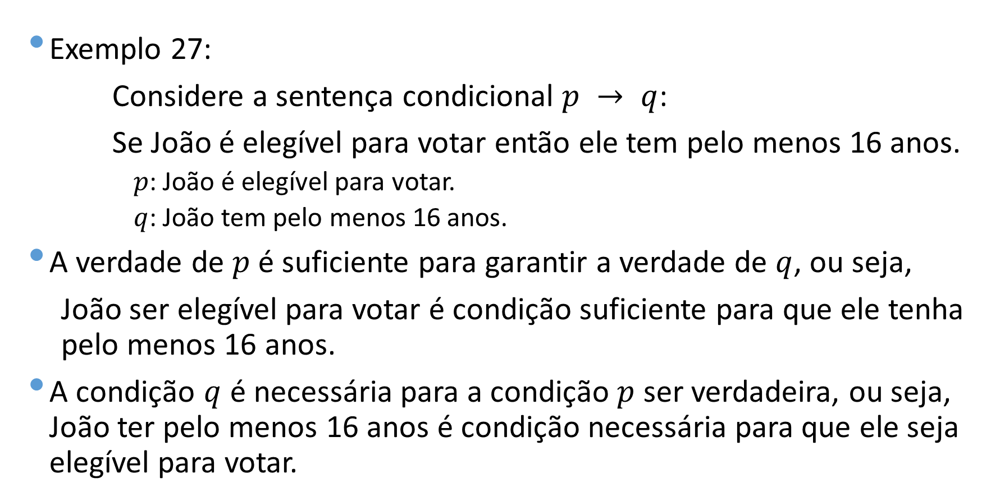 • Exemplo 27:
Considere a sentença condicional p → q:
Se João é elegível para votar então ele tem pelo menos 16 anos.
p: João é elegível para votar.
q: João tem pelo menos 16 anos.
• A verdade de p é suficiente para garantir a verdade de q, ou seja,
João ser elegível para votar é condição suficiente para que ele tenha
pelo menos 16 anos.
• A condição q é necessária para a condição p ser verdadeira, ou seja,
João ter pelo menos 16 anos é condição necessária para que ele seja
elegível para votar.